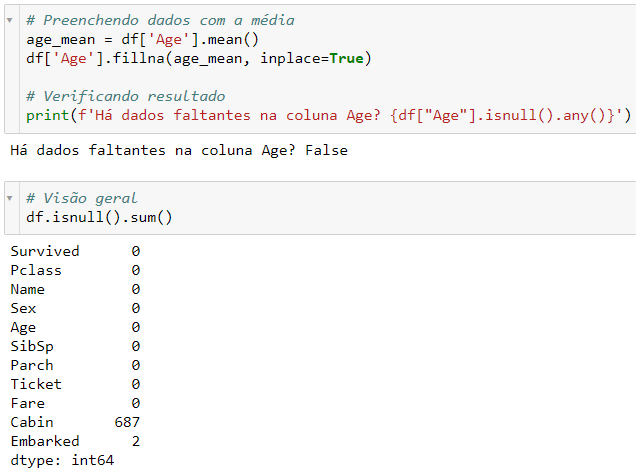 # Preenchendo dados com a média
age_mean = df['Age'].mean()
df['Age'].fillna(age_mean, inplace=True)
# Verificando resultado
print(f'Há dados faltantes na coluna Age? {df["Age"].isnull().any()}')
Há dados faltantes na coluna Age? False
# Visão geral
df.isnull().sum()
Survived 0
Pclass 0
Name 0
Sex 0
Age 0
SibSp 0
Parch 0
Ticket 0
Fare 0
Cabin 687
Embarked 2
dtype: int64